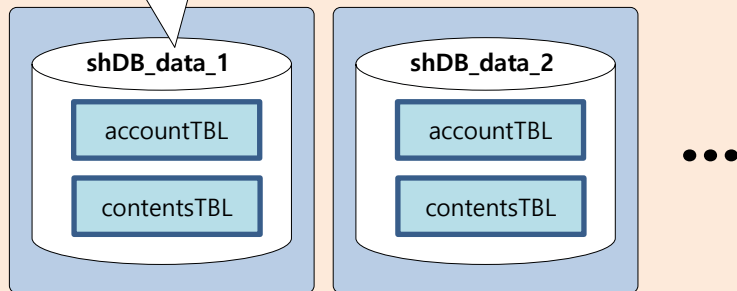 shDB_data_1
accountTBL
contentsTBL
shDB_data_2
accountTBL
contentsTBL
...